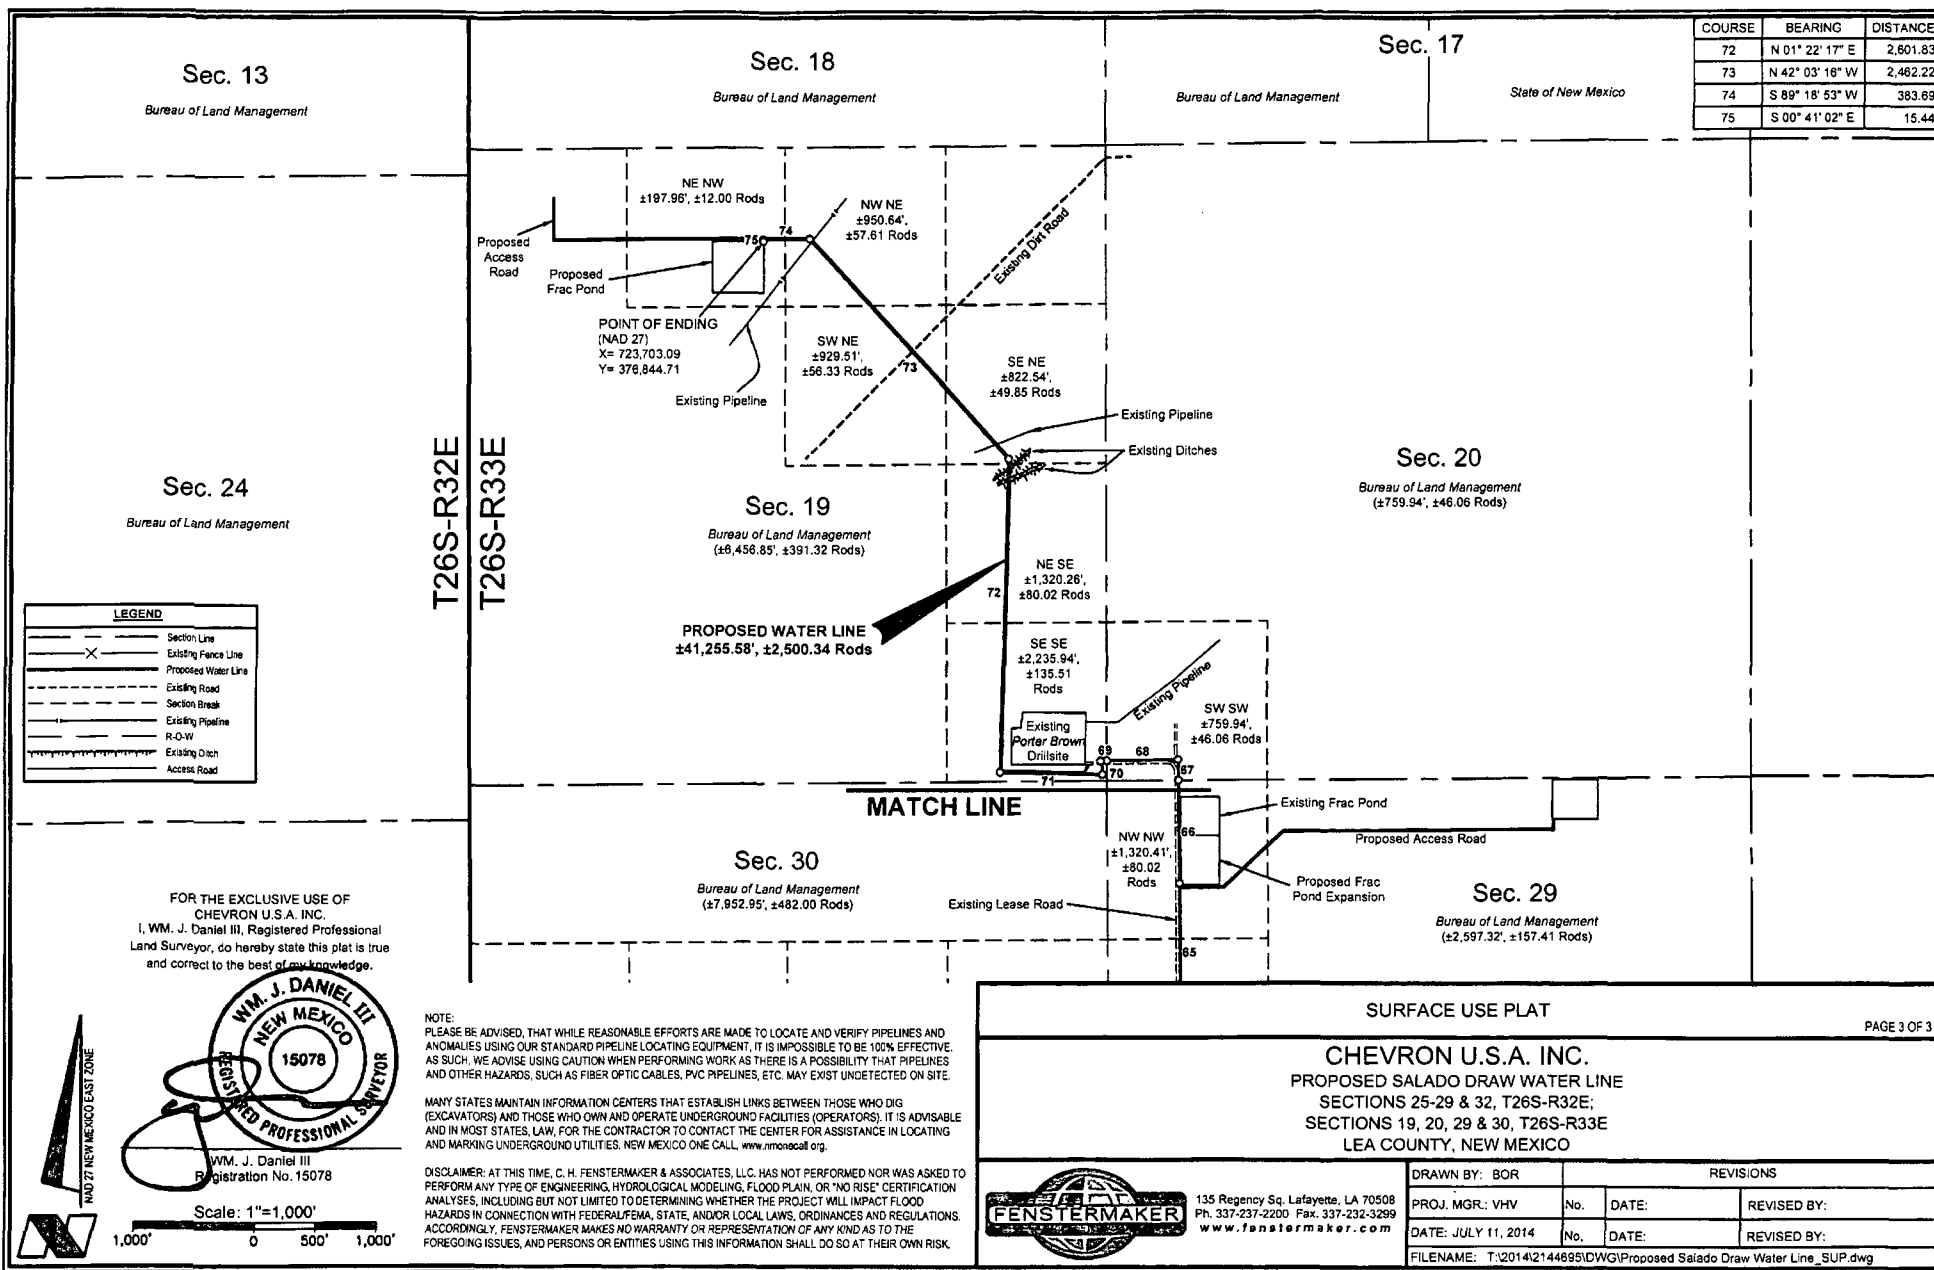 COURSE BEARING DISTANCE
72 N 01° 22' 17" E 2,601.83
73 N 42° 03' 16" W 2,462.22
74 S 89° 18' 53" W 383.69
75 S 00° 41' 02" E 15.44
Sec. 13
Bureau of Land Management
Sec. 18
Bureau of Land Management
Sec. 17
Bureau of Land Management
State of New Mexico
NE NW
±197.96', ±12.00 Rods
NW NE
±950.64',
±57.61 Rods
Proposed
Access
Road
Proposed
Frac Pond
75
74
Existing Dirt Road
POINT OF ENDING
(NAD 27)
X= 723,703.09
Y= 376,844.71
Existing Pipeline
SW NE
±929.51',
±56.33 Rods
73
SE NE
±822.54',
±49.85 Rods
Existing Pipeline
Existing Ditches
T26S-R32E
T26S-R33E
Sec. 24
Bureau of Land Management
Sec. 19
Bureau of Land Management
(±6,456.85', ±391.32 Rods)
Sec. 20
Bureau of Land Management
(±759.94', ±46.06 Rods)
NE SE
±1,320.26',
±80.02 Rods
72
PROPOSED WATER LINE
±41,255.58', ±2,500.34 Rods
SE SE
±2,235.94',
±135.51
Rods
Existing Pipeline
SW SW
±759.94',
±46.06 Rods
Existing
Porter Brown
Drillsite
69
68
67
70
71
MATCH LINE
LEGEND
Section Line
Existing Fence Line
Proposed Water Line
Existing Road
Section Break
Existing Pipeline
R-O-W
Existing Ditch
Access Road
NW NW
±1,320.41',
±80.02
Rods
66
Existing Frac Pond
Proposed Access Road
Proposed Frac
Pond Expansion
Existing Lease Road
65
Sec. 30
Bureau of Land Management
(±7,952.95', ±482.00 Rods)
Sec. 29
Bureau of Land Management
(±2,597.32', ±157.41 Rods)
FOR THE EXCLUSIVE USE OF
CHEVRON U.S.A. INC.
I, WM. J. Daniel III, Registered Professional
Land Surveyor, do hereby state this plat is true
and correct to the best of my knowledge.
WM. J. DANIEL III
NEW MEXICO
15078
REGISTERED PROFESSIONAL SURVEYOR
WM. J. Daniel III
Registration No. 15078
NAD 27 NEW MEXICO EAST ZONE
Scale: 1"=1,000'
1,000' 0 500' 1,000'
NOTE:
PLEASE BE ADVISED, THAT WHILE REASONABLE EFFORTS ARE MADE TO LOCATE AND VERIFY PIPELINES AND
ANOMALIES USING OUR STANDARD PIPELINE LOCATING EQUIPMENT, IT IS IMPOSSIBLE TO BE 100% EFFECTIVE.
AS SUCH, WE ADVISE USING CAUTION WHEN PERFORMING WORK AS THERE IS A POSSIBILITY THAT PIPELINES
AND OTHER HAZARDS, SUCH AS FIBER OPTIC CABLES, PVC PIPELINES, ETC. MAY EXIST UNDETECTED ON SITE.
MANY STATES MAINTAIN INFORMATION CENTERS THAT ESTABLISH LINKS BETWEEN THOSE WHO DIG
(EXCAVATORS) AND THOSE WHO OWN AND OPERATE UNDERGROUND FACILITIES (OPERATORS). IT IS ADVISABLE
AND IN MOST STATES, LAW, FOR THE CONTRACTOR TO CONTACT THE CENTER FOR ASSISTANCE IN LOCATING
AND MARKING UNDERGROUND UTILITIES. NEW MEXICO ONE CALL, www.nmonecall.org.
DISCLAIMER: AT THIS TIME, C. H. FENSTERMAKER & ASSOCIATES, LLC. HAS NOT PERFORMED NOR WAS ASKED TO
PERFORM ANY TYPE OF ENGINEERING, HYDROLOGICAL MODELING, FLOOD PLAIN, OR "NO RISE" CERTIFICATION
ANALYSES, INCLUDING BUT NOT LIMITED TO DETERMINING WHETHER THE PROJECT WILL IMPACT FLOOD
HAZARDS IN CONNECTION WITH FEDERAL/FEMA, STATE, AND/OR LOCAL LAWS, ORDINANCES AND REGULATIONS.
ACCORDINGLY, FENSTERMAKER MAKES NO WARRANTY OR REPRESENTATION OF ANY KIND AS TO THE
FOREGOING ISSUES, AND PERSONS OR ENTITIES USING THIS INFORMATION SHALL DO SO AT THEIR OWN RISK.
SURFACE USE PLAT
PAGE 3 OF 3
CHEVRON U.S.A. INC.
PROPOSED SALADO DRAW WATER LINE
SECTIONS 25-29 & 32, T26S-R32E;
SECTIONS 19, 20, 29 & 30, T26S-R33E
LEA COUNTY, NEW MEXICO
FENSTERMAKER
135 Regency Sq. Lafayette, LA 70508
Ph. 337-237-2200 Fax. 337-232-3299
www.fenstermaker.com
DRAWN BY: BOR REVISIONS
PROJ. MGR.: VHV No. DATE: REVISED BY:
DATE: JULY 11, 2014 No. DATE: REVISED BY:
FILENAME: T:\2014\2144695\DWG\Proposed Salado Draw Water Line_SUP.dwg